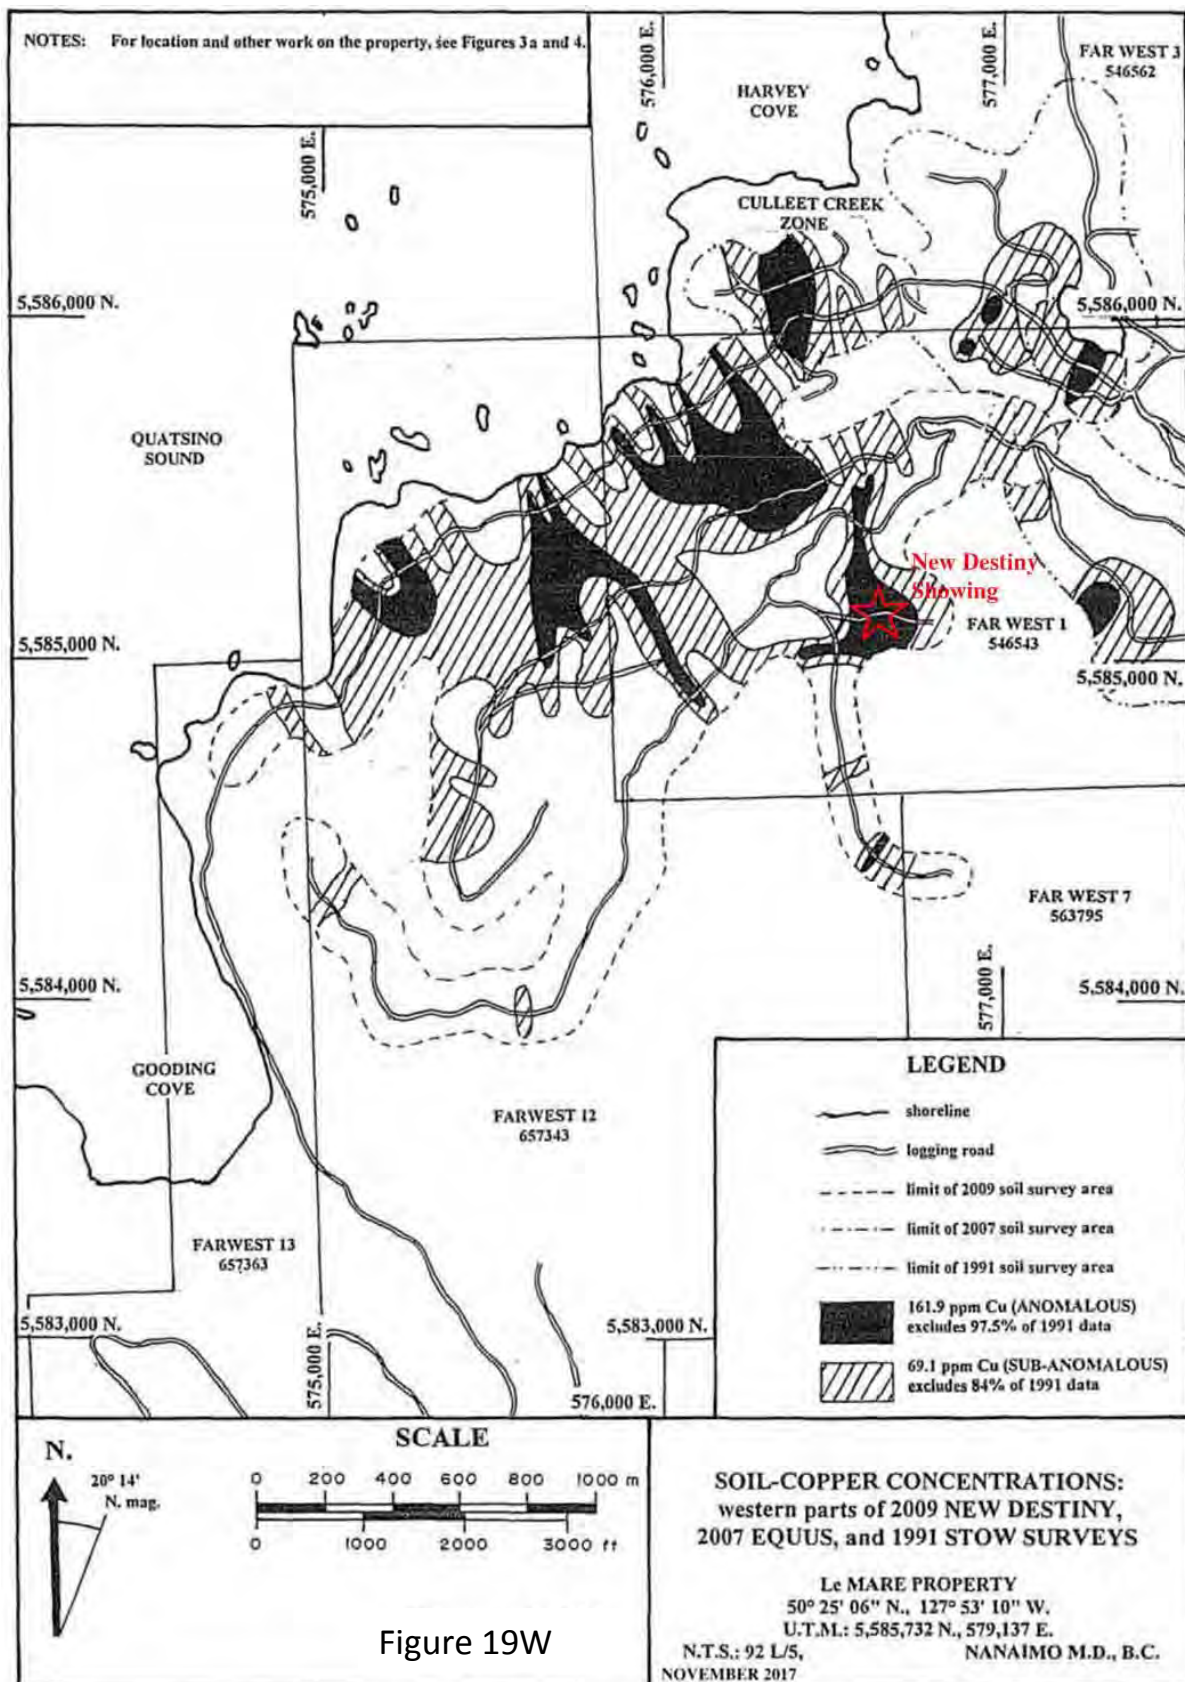 NOTES: For location and other work on the property, see Figures 3a and 4.
576,000 E.
577,000 E.
FAR WEST 3
546562
HARVEY
COVE
575,000 E.
CULLEET CREEK
ZONE
5,586,000 N.
5,586,000 N.
QUATSINO
SOUND
New Destiny
Showing
FAR WEST 1
546543
5,585,000 N.
5,585,000 N.
FAR WEST 7
563795
577,000 E.
5,584,000 N.
5,584,000 N.
GOODING
COVE
FARWEST 12
657343
FARWEST 13
657363
5,583,000 N.
5,583,000 N.
575,000 E.
576,000 E.
LEGEND
shoreline
logging road
limit of 2009 soil survey area
limit of 2007 soil survey area
limit of 1991 soil survey area
161.9 ppm Cu (ANOMALOUS)
excludes 97.5% of 1991 data
69.1 ppm Cu (SUB-ANOMALOUS)
excludes 84% of 1991 data
N.
20° 14'
N. mag.
SCALE
0 200 400 600 800 1000 m
0 1000 2000 3000 ft
Figure 19W
SOIL-COPPER CONCENTRATIONS:
western parts of 2009 NEW DESTINY,
2007 EQUUS, and 1991 STOW SURVEYS
Le MARE PROPERTY
50° 25' 06" N., 127° 53' 10" W.
U.T.M.: 5,585,732 N., 579,137 E.
N.T.S.: 92 L/5, NANAIMO M.D., B.C.
NOVEMBER 2017